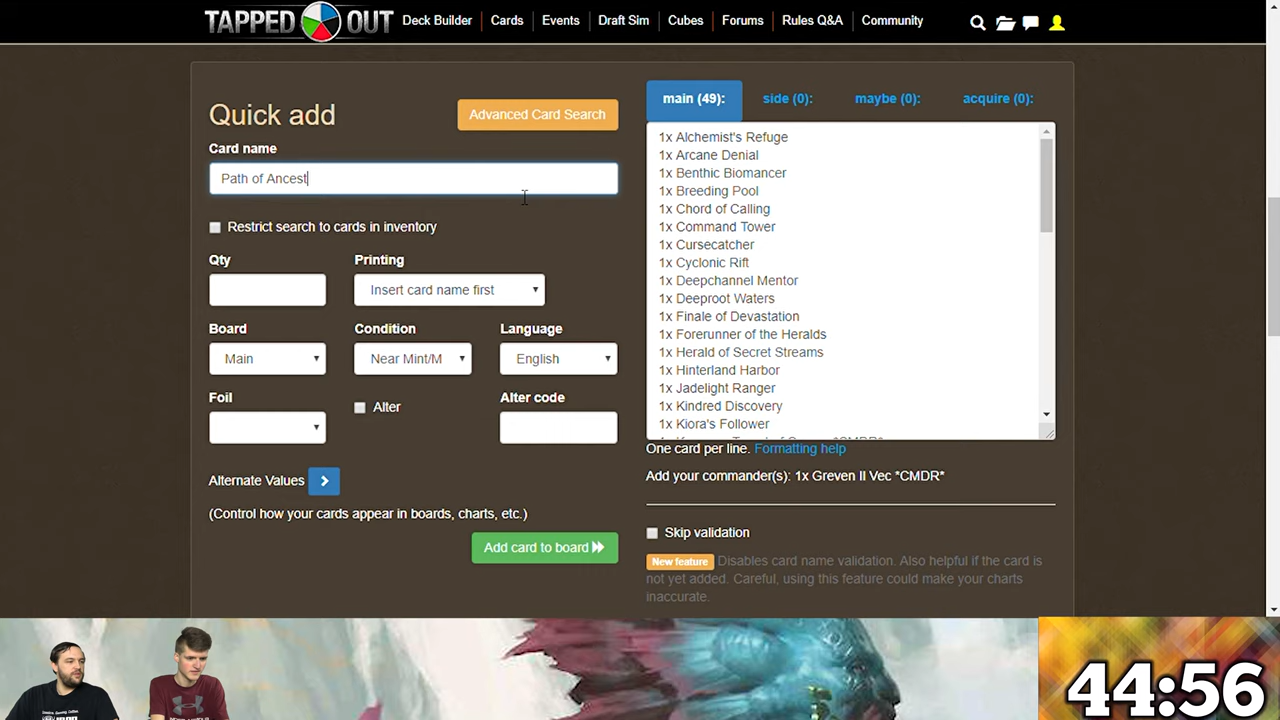 TAPPED OUT
Deck Builder
Cards
Events
Draft Sim
Cubes
Forums
Rules Q&A
Community
Quick add
Advanced Card Search
Card name
Path of Ancest
Restrict search to cards in inventory
Qty
Printing
Insert card name first
Board
Condition
Language
Main
Near Mint/M
English
Foil
Alter
Alter code
Alternate Values
(Control how your cards appear in boards, charts, etc.)
Add card to board
main (49):
side (0):
maybe (0):
acquire (0):
1x Alchemist's Refuge
1x Arcane Denial
1x Benthic Biomancer
1x Breeding Pool
1x Chord of Calling
1x Command Tower
1x Cursecatcher
1x Cyclonic Rift
1x Deepchannel Mentor
1x Deeproot Waters
1x Finale of Devastation
1x Forerunner of the Heralds
1x Herald of Secret Streams
1x Hinterland Harbor
1x Jadelight Ranger
1x Kindred Discovery
1x Kiora's Follower
One card per line. Formatting help
Add your commander(s): 1x Greven Il Vec *CMDR*
Skip validation
New feature Disables card name validation. Also helpful if the card is
not yet added. Careful, using this feature could make your charts
inaccurate.
44:56